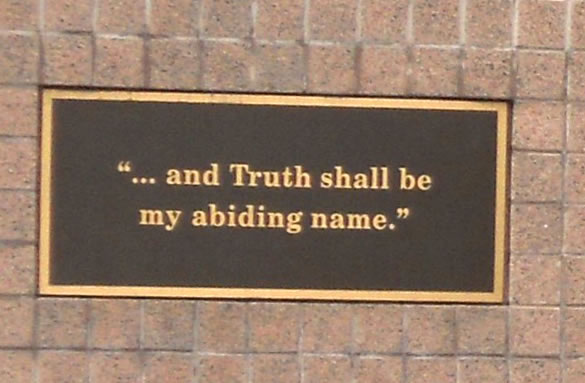 “... and Truth shall be
my abiding name.”